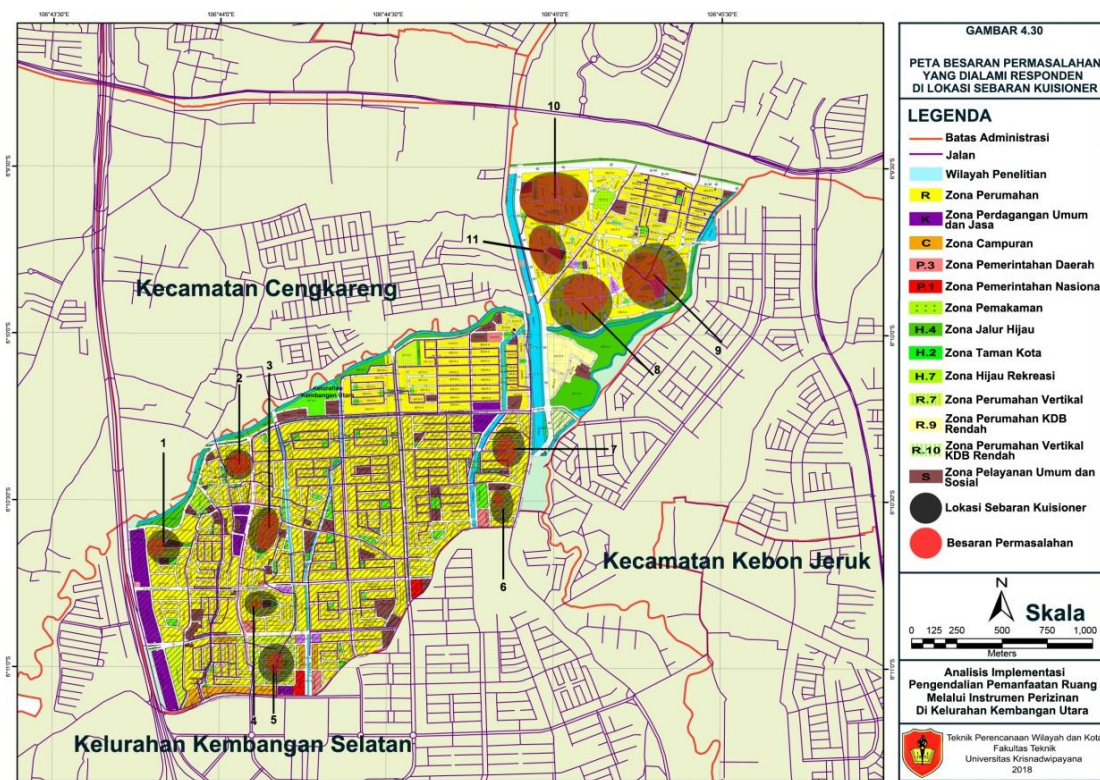 106°43'30"E
106°44'0"E
106°44'30"E
106°45'0"E
106°45'30"E
10
11
Kecamatan Cengkareng
9
8
3
2
Kelurahan
Kembangan Utara
1
7
Kecamatan Kebon Jeruk
6
4
5
Kelurahan Kembangan Selatan
GAMBAR 4.30
PETA BESARAN PERMASALAHAN
YANG DIALAMI RESPONDEN
DI LOKASI SEBARAN KUISIONER
LEGENDA
Batas Administrasi
Jalan
Wilayah Penelitian
R Zona Perumahan
K Zona Perdagangan Umum
dan Jasa
C Zona Campuran
P.3 Zona Pemerintahan Daerah
P.1 Zona Pemerintahan Nasional
Zona Pemakaman
H.4 Zona Jalur Hijau
H.2 Zona Taman Kota
H.7 Zona Hijau Rekreasi
R.7 Zona Perumahan Vertikal
R.9 Zona Perumahan KDB
Rendah
R.10 Zona Perumahan Vertikal
KDB Rendah
S Zona Pelayanan Umum dan
Sosial
Lokasi Sebaran Kuisioner
Besaran Permasalahan
N
Skala
0 125 250 500 750 1,000
Meters
Analisis Implementasi
Pengendalian Pemanfaatan Ruang
Melalui Instrumen Perizinan
Di Kelurahan Kembangan Utara
Teknik Perencanaan Wilayah dan Kota
Fakultas Teknik
Universitas Krisnadwipayana
2018